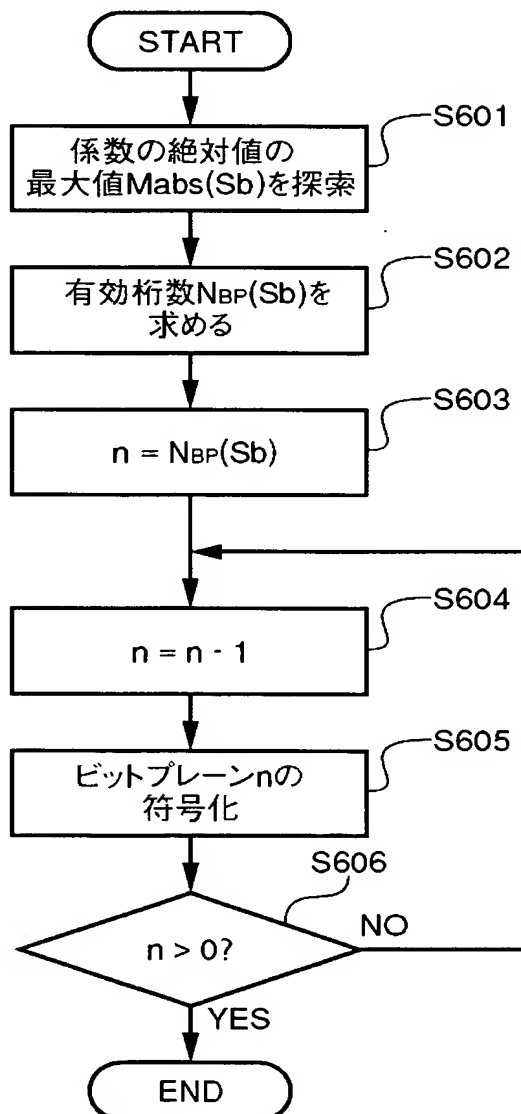 START
S601
係数の絶対値の
最大値Mabs(Sb)を探索
S602
有効桁数NBP(Sb)を
求める
S603
n = NBP(Sb)
S604
n = n - 1
S605
ビットプレーンnの
符号化
S606
n > 0?
NO
YES
END